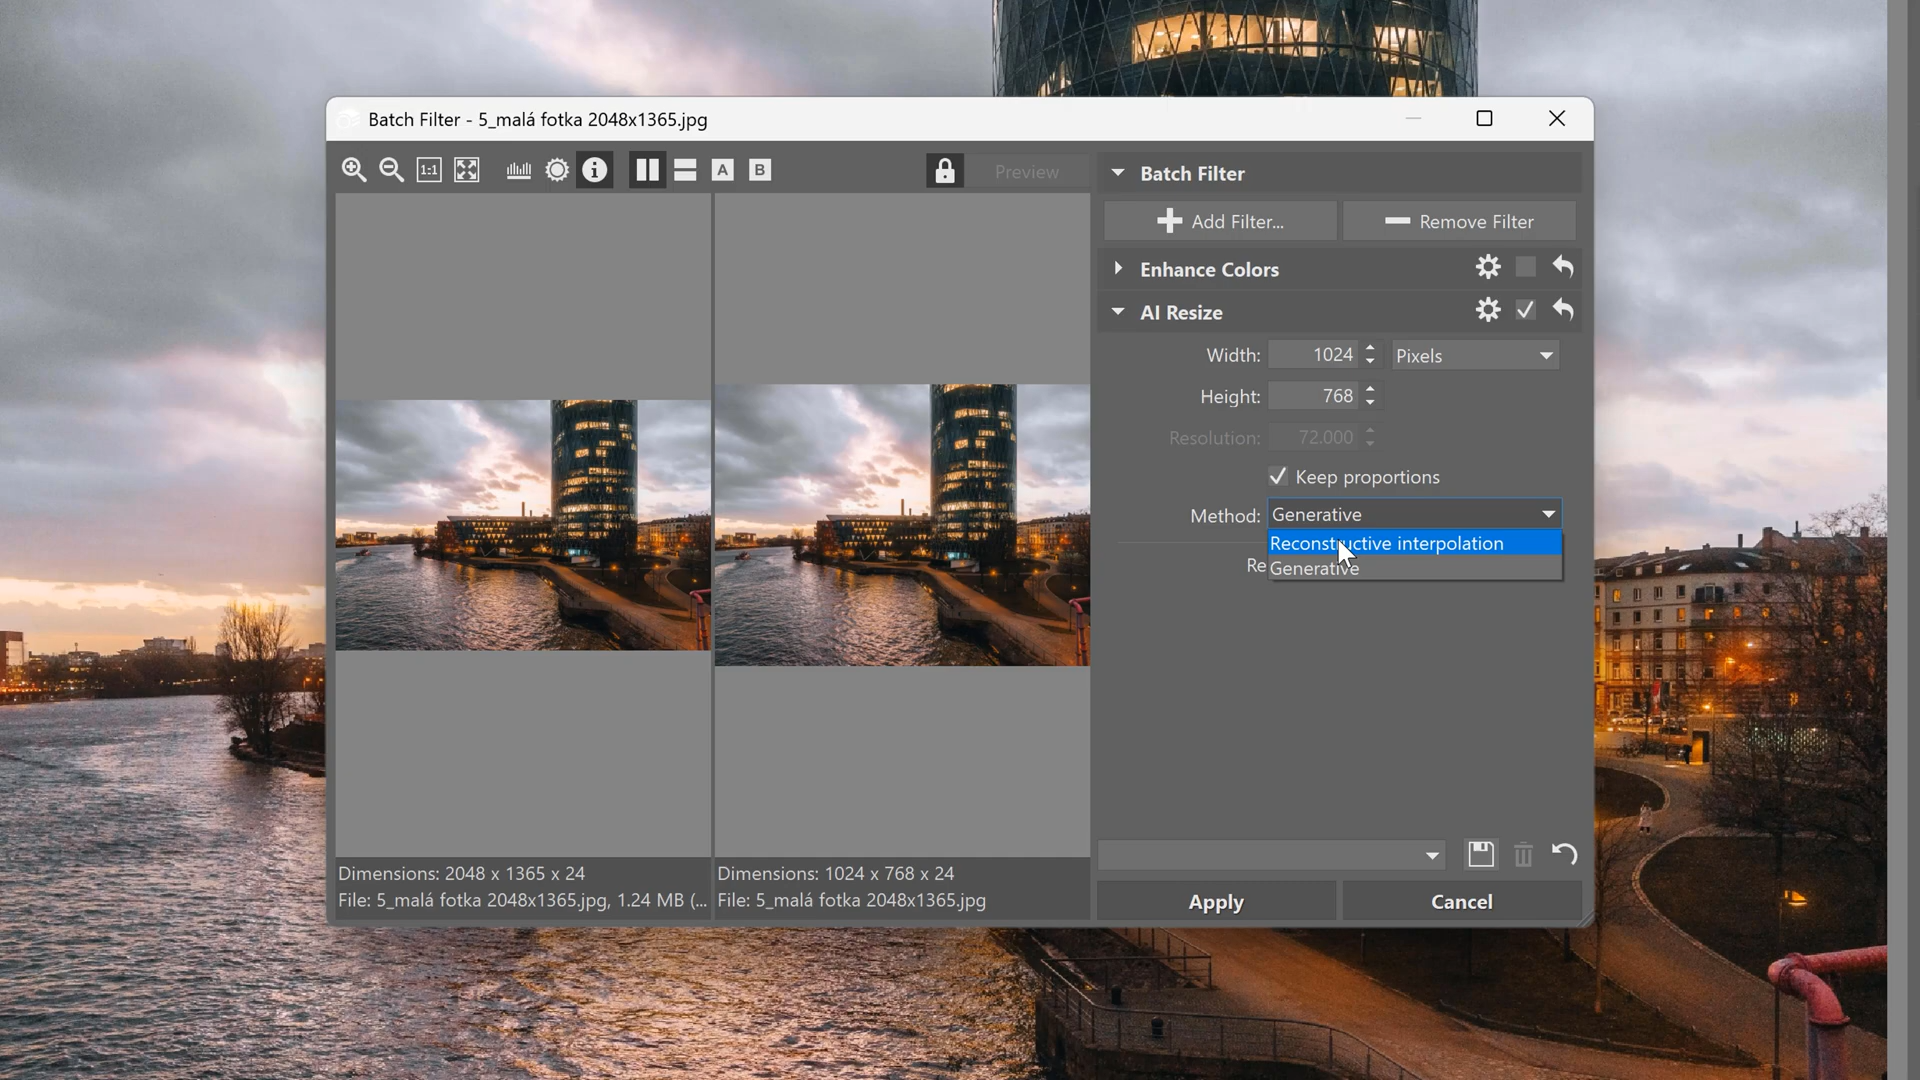 Batch Filter - 5_malá fotka 2048x1365.jpg
1:1
A
B
Preview
Batch Filter
Add Filter...
Remove Filter
Enhance Colors
AI Resize
Width: 1024 Pixels
Height: 768
Resolution: 72.000
Keep proportions
Method: Generative
Reconstructive interpolation
Re
Generative
Dimensions: 2048 x 1365 x 24
File: 5_malá fotka 2048x1365.jpg, 1.24 MB (...
Dimensions: 1024 x 768 x 24
File: 5_malá fotka 2048x1365.jpg
Apply
Cancel